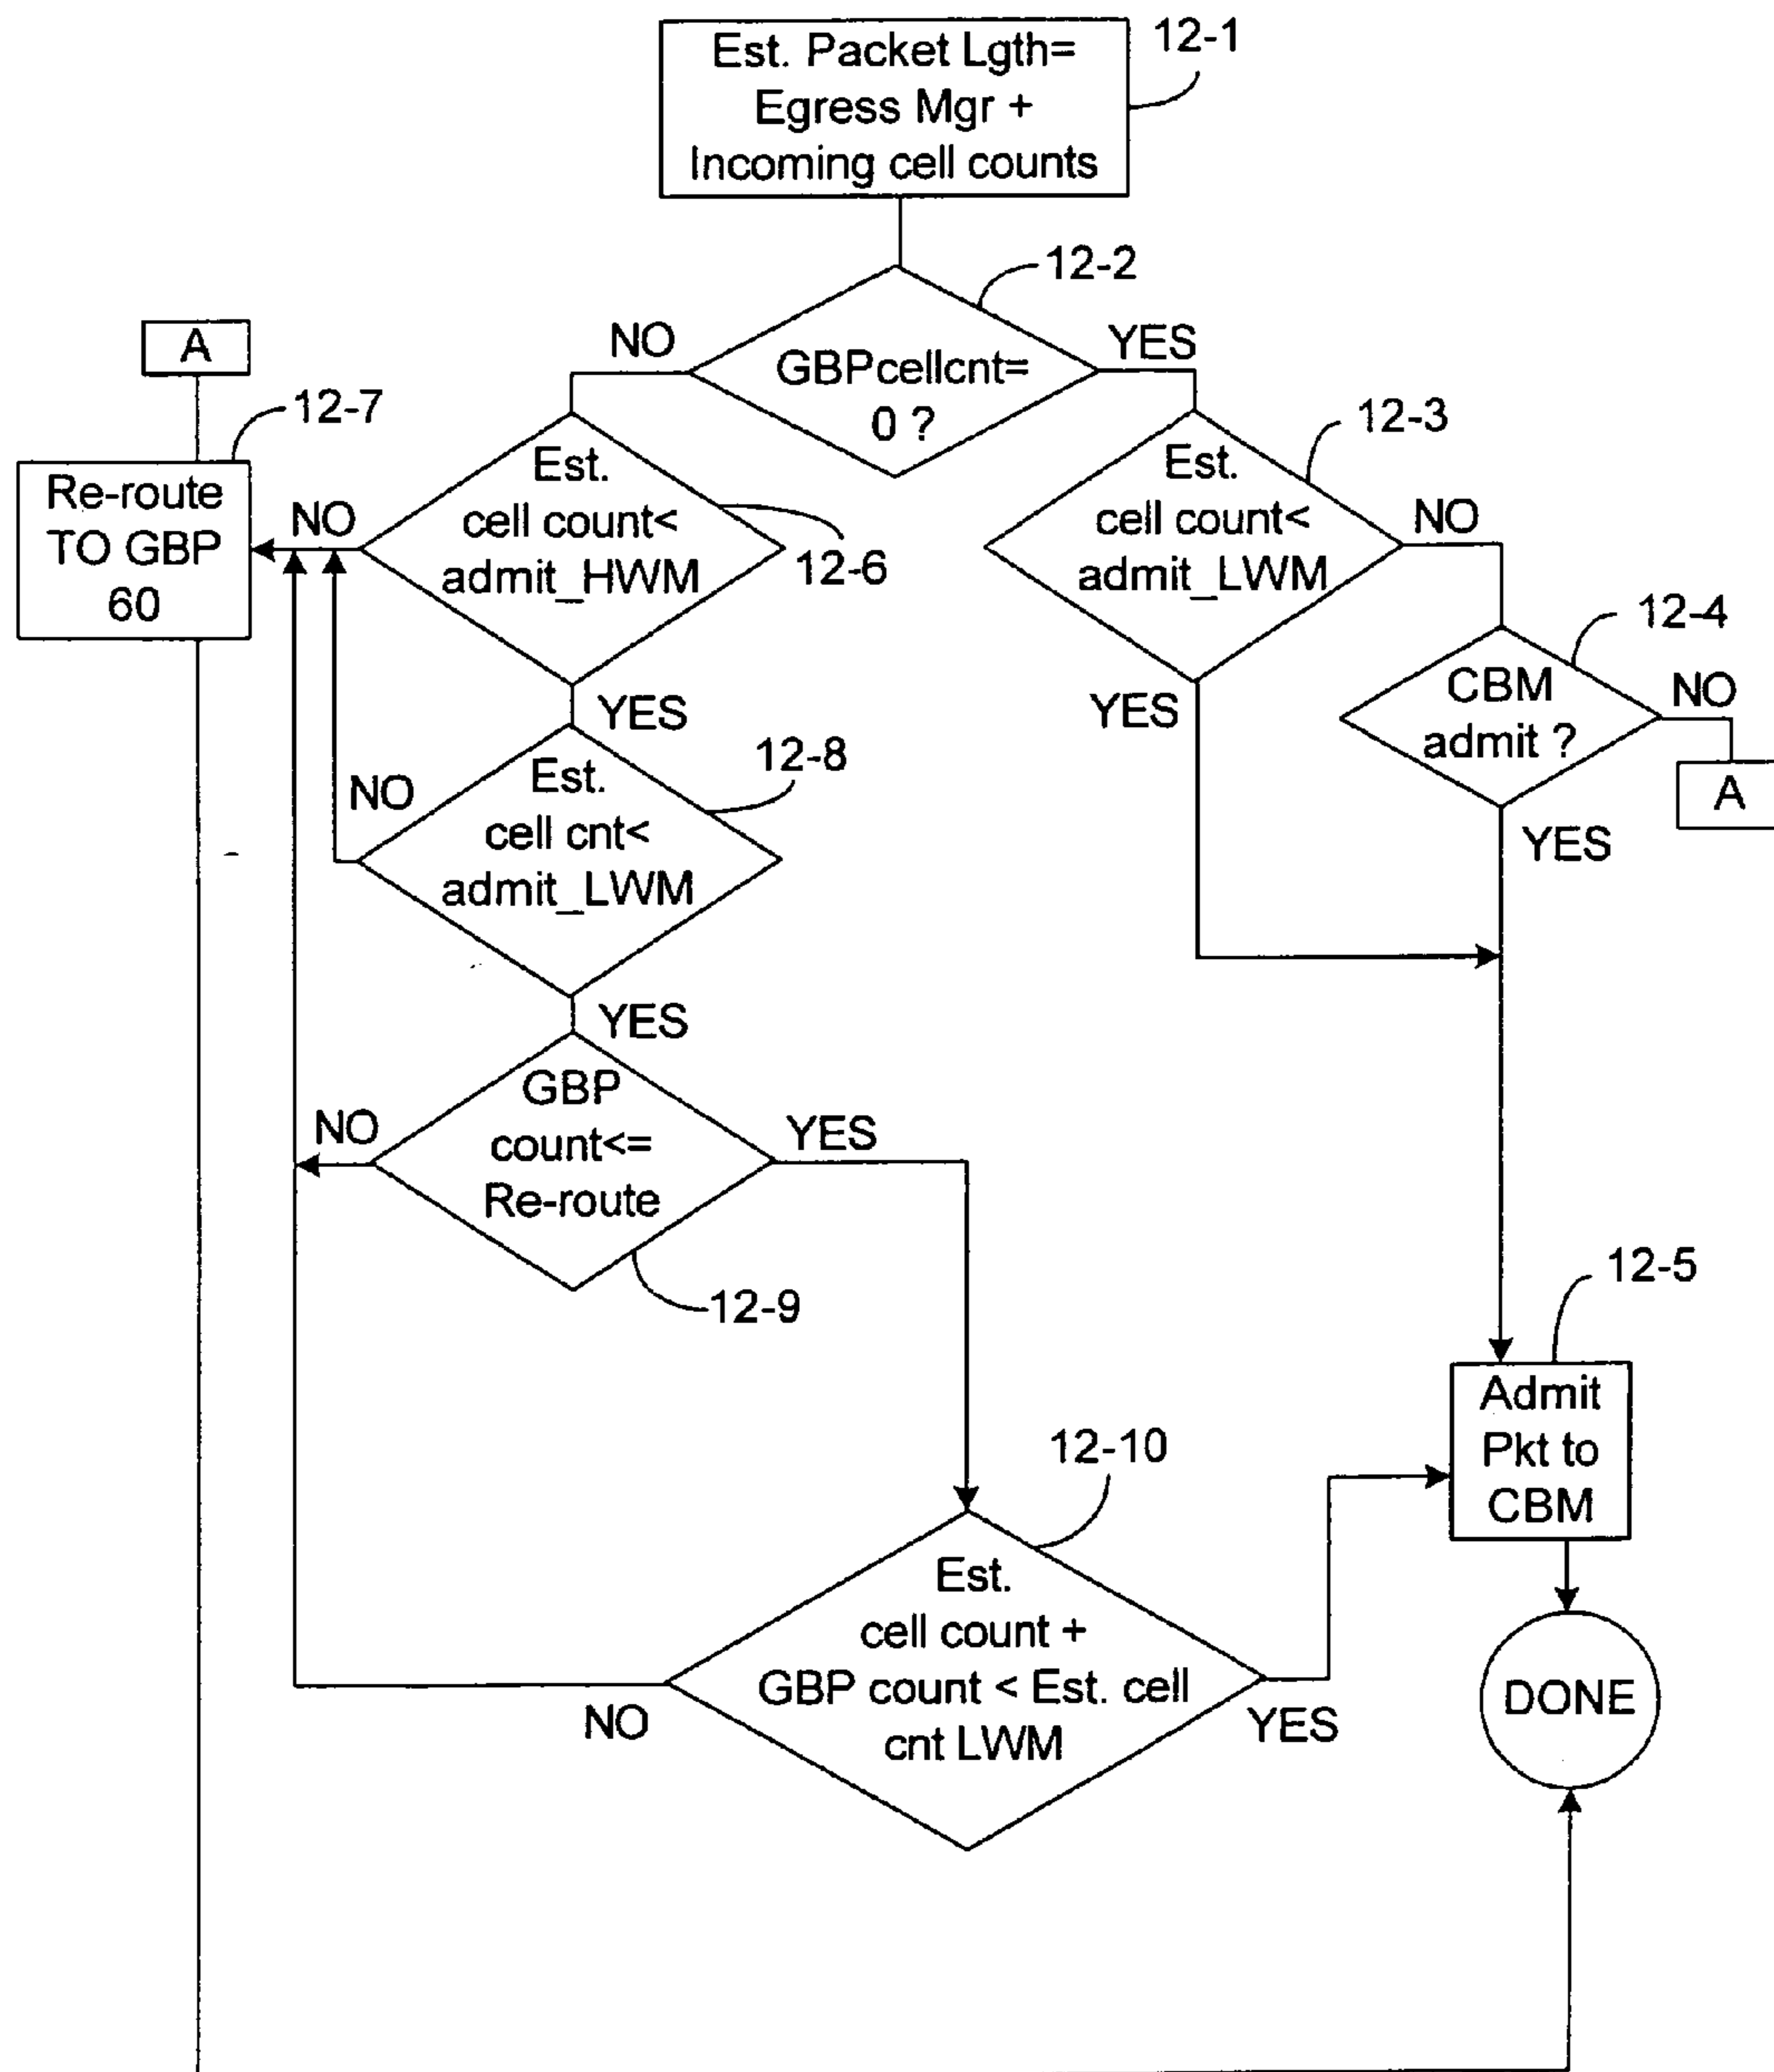 Est. Packet Lgth=
Egress Mgr +
Incoming cell counts
12-1
12-2
GBPcellcnt=
0 ?
NO
YES
A
12-7
Re-route
TO GBP
60
NO
Est.
cell count<
admit_HWM
12-6
YES
12-3
Est.
cell count<
admit_LWM
NO
YES
12-4
CBM
admit ?
NO
A
YES
12-8
Est.
cell cnt<
admit_LWM
NO
YES
GBP
count<=
Re-route
NO
YES
12-9
12-5
Admit
Pkt to
CBM
12-10
Est.
cell count +
GBP count < Est. cell
cnt LWM
NO
YES
DONE